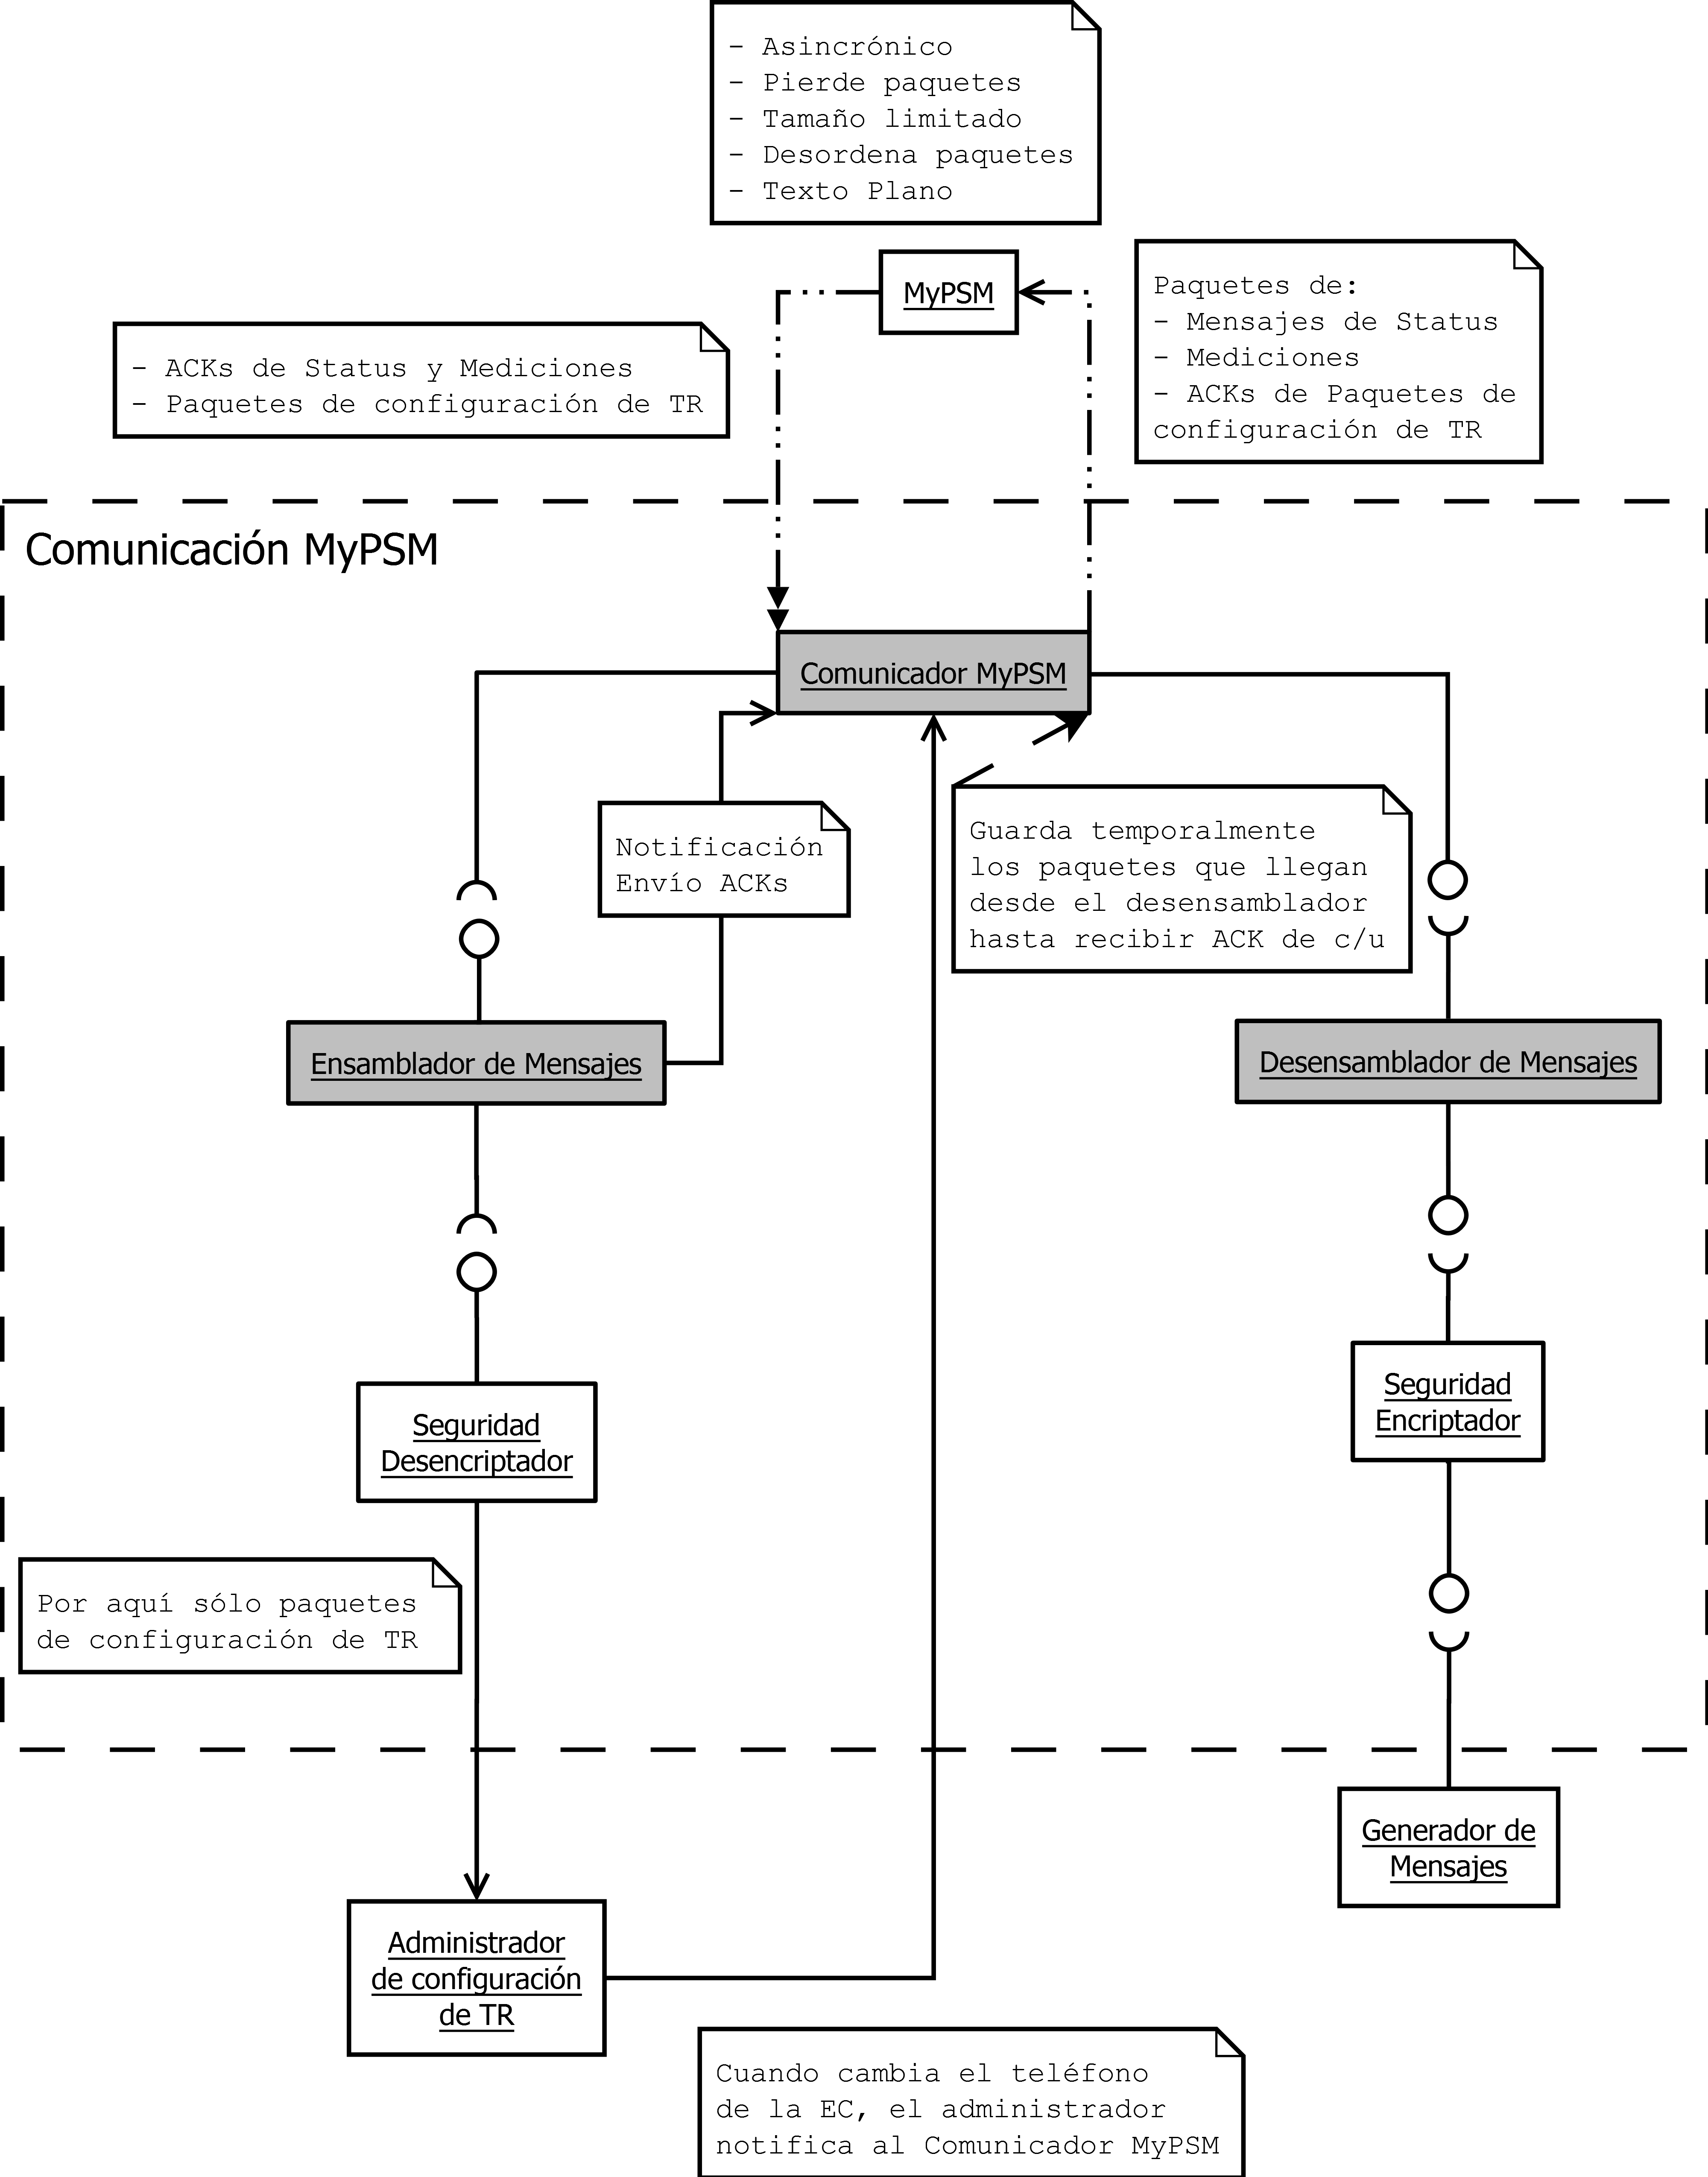 - Asincrónico
- Pierde paquetes
- Tamaño limitado
- Desordena paquetes
- Texto Plano
MyPSM
Paquetes de:
- Mensajes de Status
- Mediciones
- ACKs de Paquetes de
configuración de TR
- ACKs de Status y Mediciones
- Paquetes de configuración de TR
Comunicación MyPSM
Comunicador MyPSM
Notificación
Envío ACKs
Guarda temporalmente
los paquetes que llegan
desde el desensamblador
hasta recibir ACK de c/u
Ensamblador de Mensajes
Desensamblador de Mensajes
Seguridad
Desencriptador
Seguridad
Encriptador
Por aquí sólo paquetes
de configuración de TR
Generador de
Mensajes
Administrador
de configuración
de TR
Cuando cambia el teléfono
de la EC, el administrador
notifica al Comunicador MyPSM